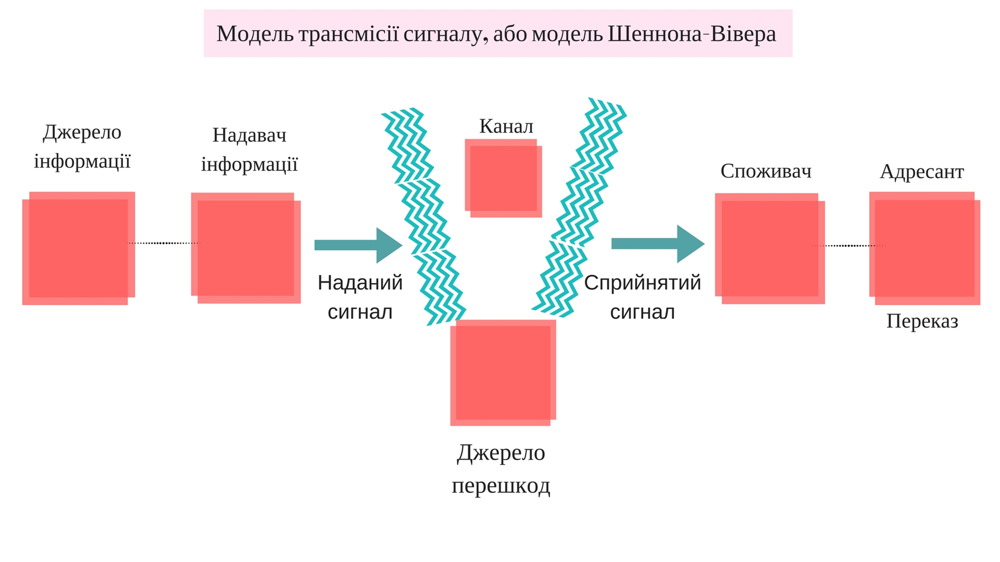 Модель трансмісії сигналу, або модель Шеннона-Вівера
Джерело
інформації
Надавач
інформації
Наданий
сигнал
Канал
Джерело
перешкод
Сприйнятий
сигнал
Споживач
Адресант
Переказ